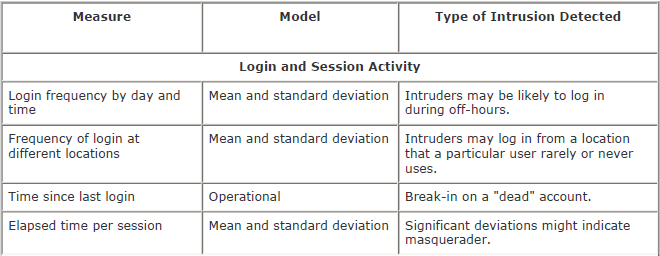 Measure Model Type of Intrusion Detected
Login and Session Activity
Login frequency by day and time Mean and standard deviation Intruders may be likely to log in during off-hours.
Frequency of login at different locations Mean and standard deviation Intruders may log in from a location that a particular user rarely or never uses.
Time since last login Operational Break-in on a "dead" account.
Elapsed time per session Mean and standard deviation Significant deviations might indicate masquerader.